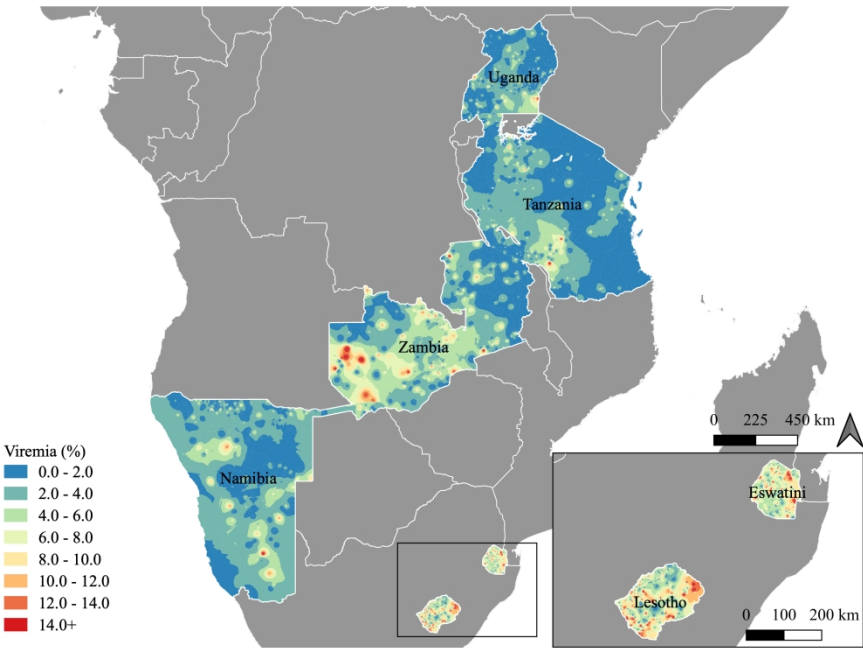 Uganda
Tanzania
Zambia
Namibia
0 225 450 km
Eswatini
Lesotho
0 100 200 km
Viremia (%)
0.0 - 2.0
2.0 - 4.0
4.0 - 6.0
6.0 - 8.0
8.0 - 10.0
10.0 - 12.0
12.0 - 14.0
14.0+